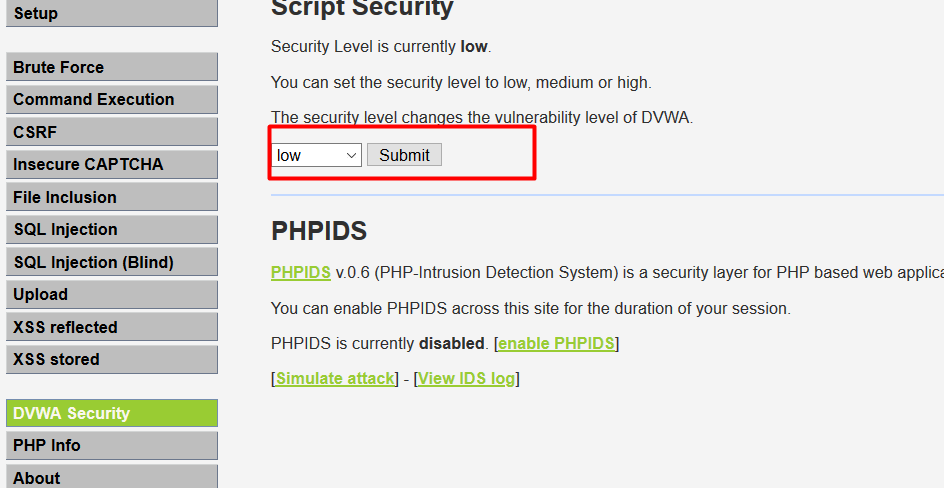 Setup
Brute Force
Command Execution
CSRF
Insecure CAPTCHA
File Inclusion
SQL Injection
SQL Injection (Blind)
Upload
XSS reflected
XSS stored
DVWA Security
PHP Info
About
Script Security
Security Level is currently low.
You can set the security level to low, medium or high.
The security level changes the vulnerability level of DVWA.
low Submit
PHPIDS
PHPIDS v.0.6 (PHP-Intrusion Detection System) is a security layer for PHP based web applica
You can enable PHPIDS across this site for the duration of your session.
PHPIDS is currently disabled. [enable PHPIDS]
[Simulate attack] - [View IDS log]